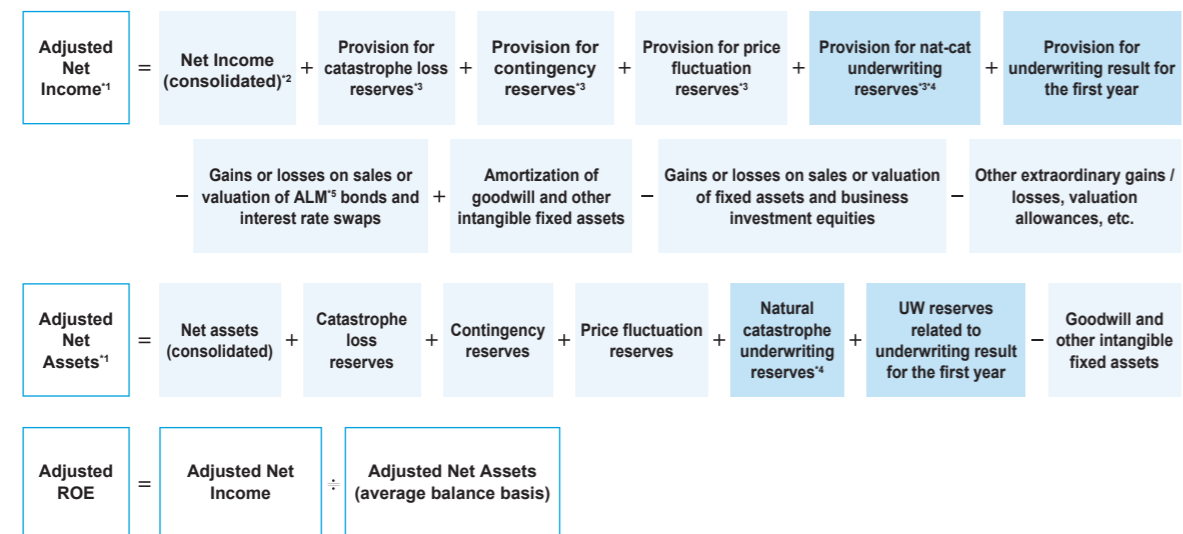 Adjusted
Net
Income*1
=
Net Income
(consolidated)*2
+
Provision for
catastrophe loss
reserves*3
+
Provision for
contingency
reserves*3
+
Provision for price
fluctuation
reserves*3
+
Provision for nat-cat
underwriting
reserves*3*4
+
Provision for
underwriting result for
the first year
−
Gains or losses on sales or
valuation of ALM*5 bonds and
interest rate swaps
+
Amortization of
goodwill and other
intangible fixed assets
−
Gains or losses on sales or valuation
of fixed assets and business
investment equities
−
Other extraordinary gains /
losses, valuation
allowances, etc.
Adjusted
Net
Assets*1
=
Net assets
(consolidated)
+
Catastrophe
loss
reserves
+
Contingency
reserves
+
Price fluctuation
reserves
+
Natural
catastrophe
underwriting
reserves*4
+
UW reserves
related to
underwriting result
for the first year
−
Goodwill and
other intangible
fixed assets
Adjusted
ROE
=
Adjusted Net
Income
÷
Adjusted Net Assets
(average balance basis)